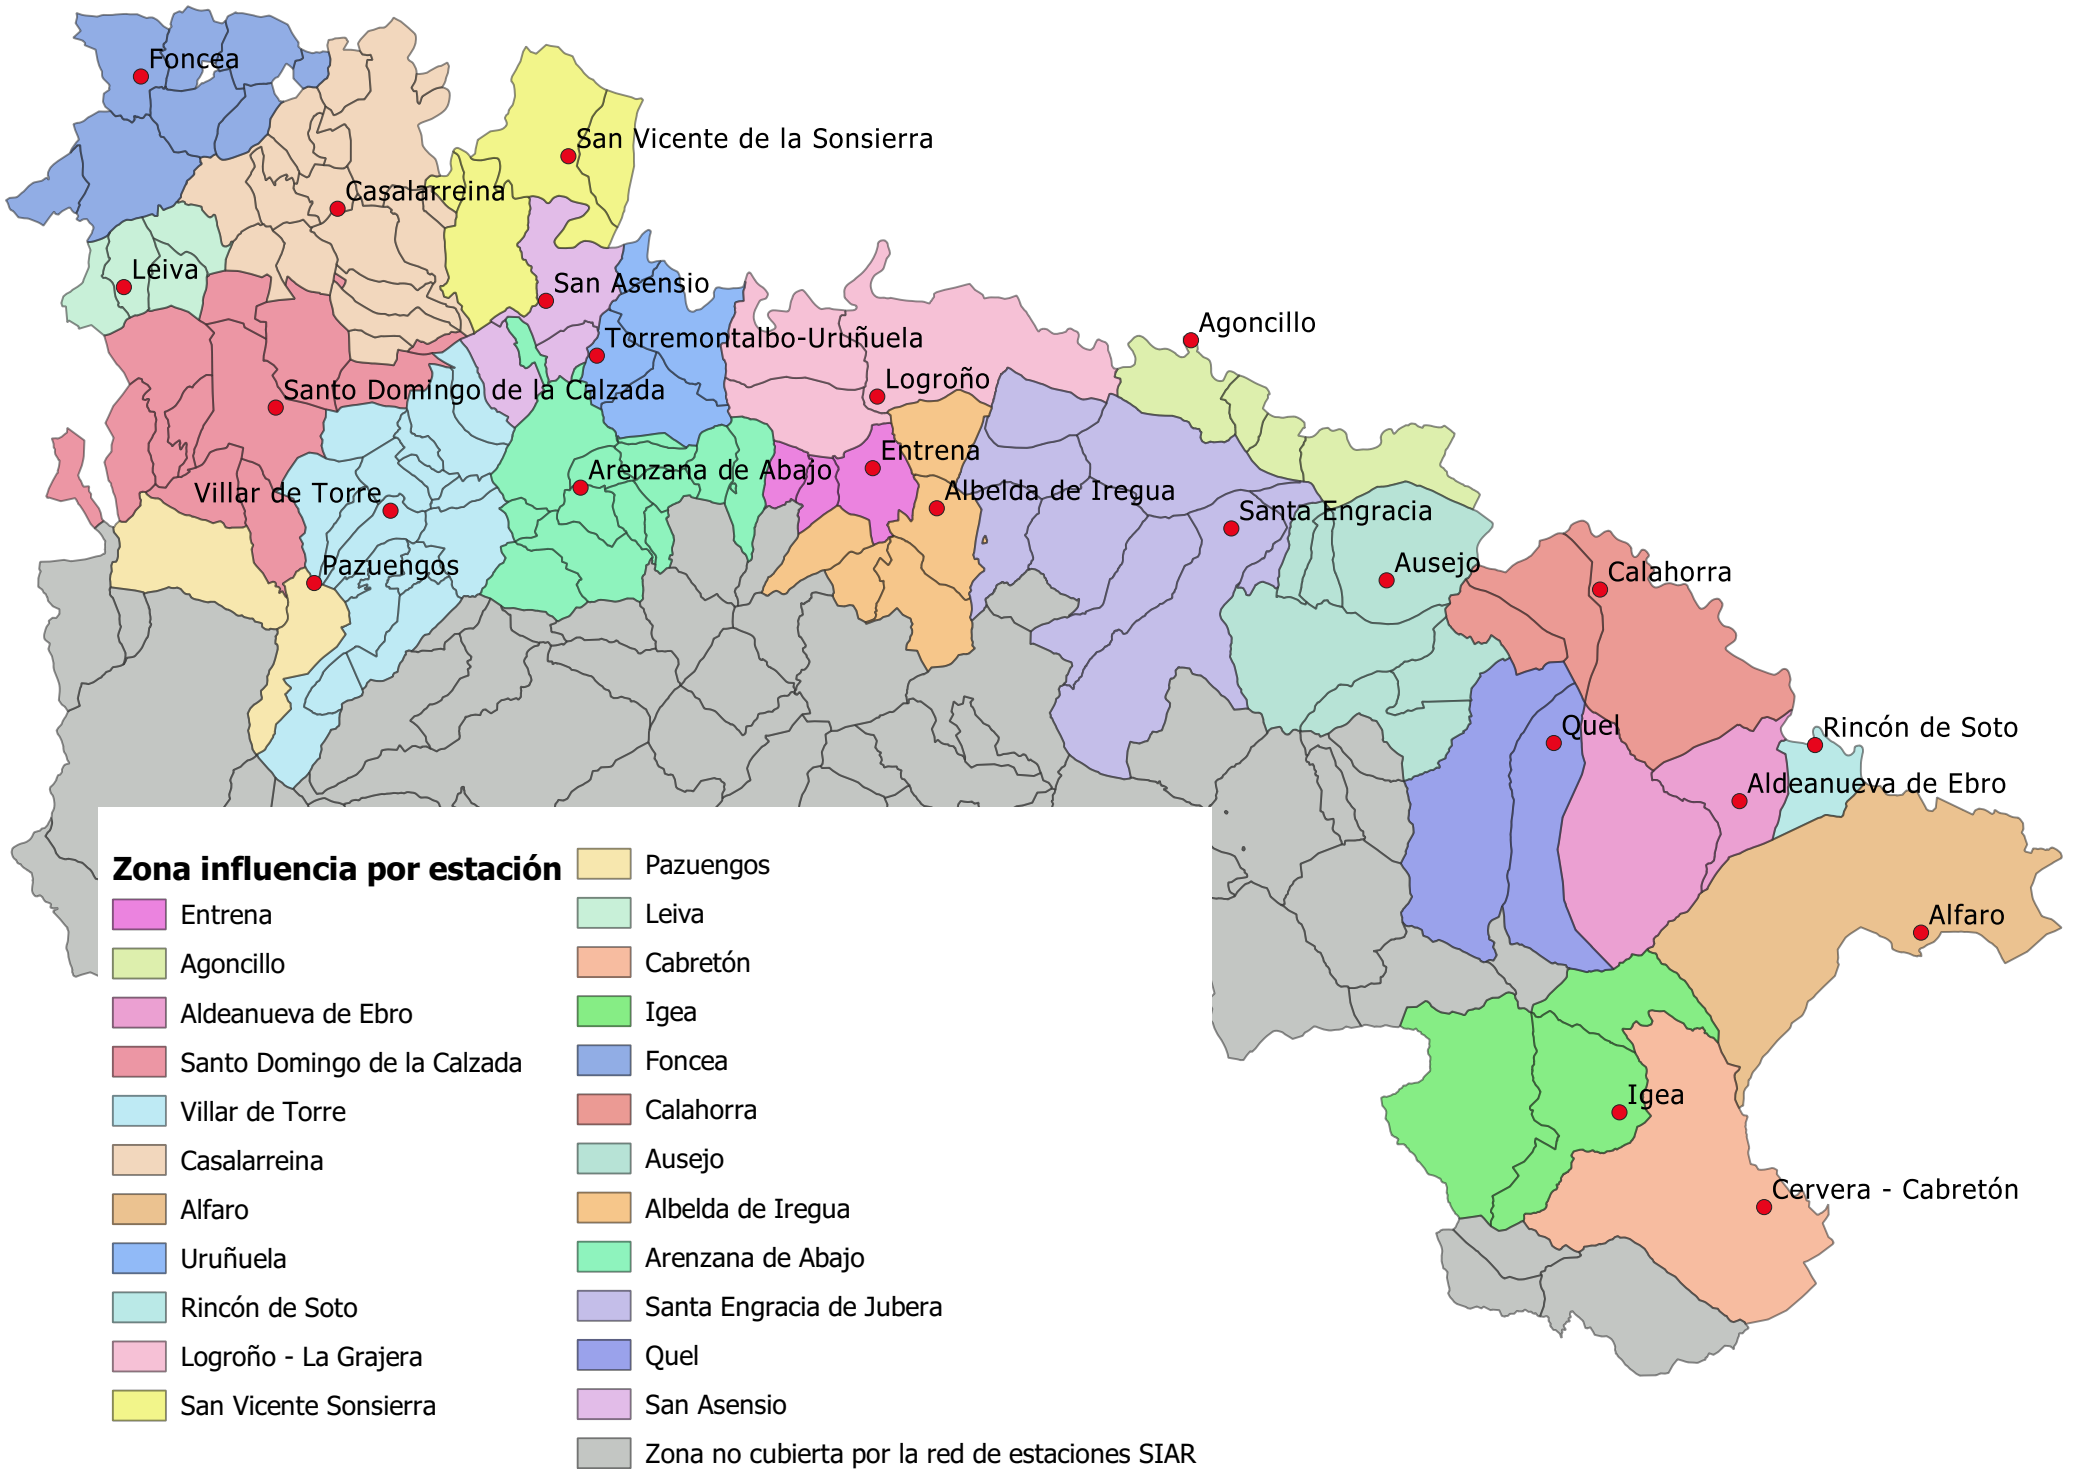 Foncea
San Vicente de la Sonsierra
Casalarreina
Leiva
San Asensio
Agoncillo
Torremontalbo-Uruñuela
Logroño
Santo Domingo de la Calzada
Entrena
Arenzana de Abajo
Villar de Torre
Albelda de Iregua
Santa Engracia
Pazuengos
Ausejo
Calahorra
Quel
Rincón de Soto
Aldeanueva de Ebro
Alfaro
Igea
Cervera - Cabretón
Zona influencia por estación
Entrena
Agoncillo
Aldeanueva de Ebro
Santo Domingo de la Calzada
Villar de Torre
Casalarreina
Alfaro
Uruñuela
Rincón de Soto
Logroño - La Grajera
San Vicente Sonsierra
Pazuengos
Leiva
Cabretón
Igea
Foncea
Calahorra
Ausejo
Albelda de Iregua
Arenzana de Abajo
Santa Engracia de Jubera
Quel
San Asensio
Zona no cubierta por la red de estaciones SIAR